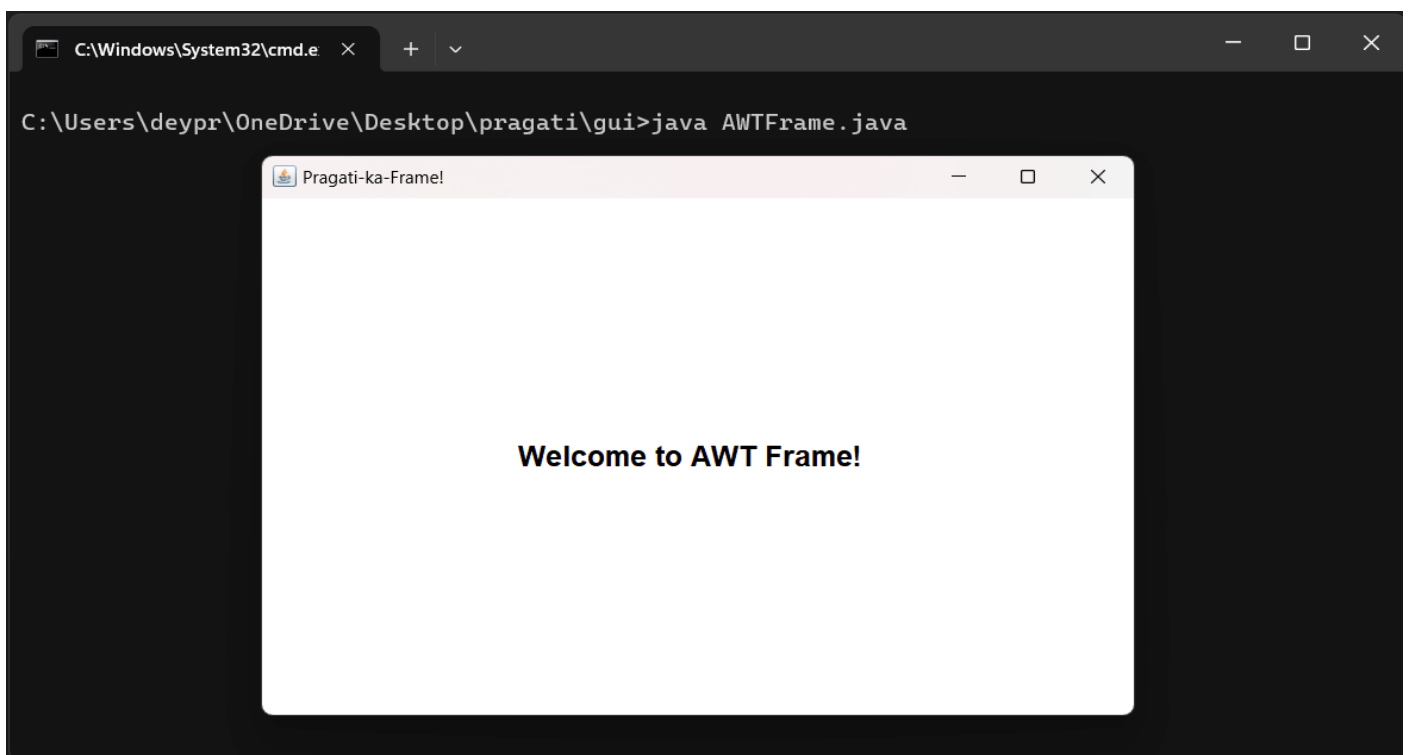 C:\Windows\System32\cmd.e
C:\Users\deypr\OneDrive\Desktop\pragati\gui>java AWTFrame.java
Pragati-ka-Frame!
Welcome to AWT Frame!